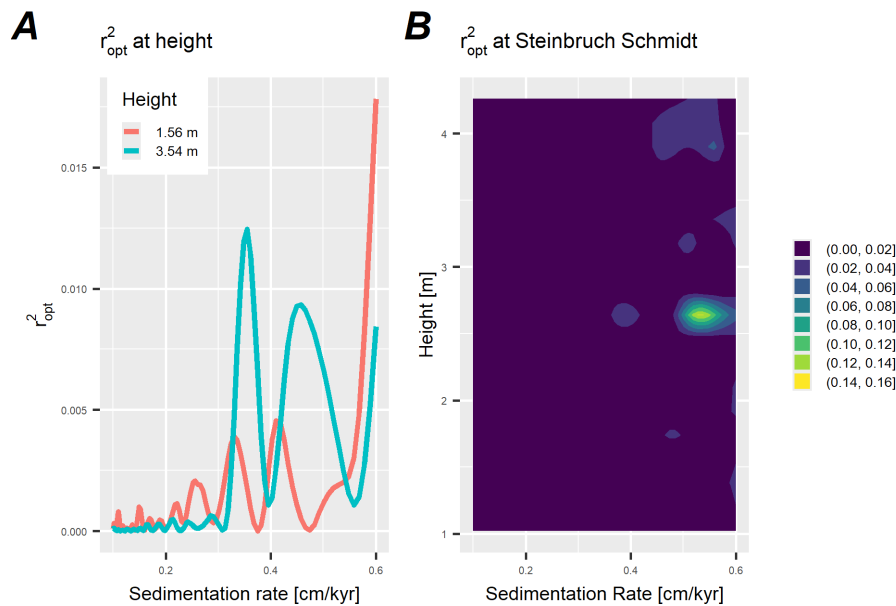 A
r²opt at height
Height
1.56 m
3.54 m
0.015
0.010
0.005
0.000
r²opt
0.2
0.4
0.6
Sedimentation rate [cm/kyr]
B
r²opt at Steinbruch Schmidt
4
3
2
1
Height [m]
0.2
0.4
0.6
Sedimentation Rate [cm/kyr]
(0.00, 0.02]
(0.02, 0.04]
(0.04, 0.06]
(0.06, 0.08]
(0.08, 0.10]
(0.10, 0.12]
(0.12, 0.14]
(0.14, 0.16]